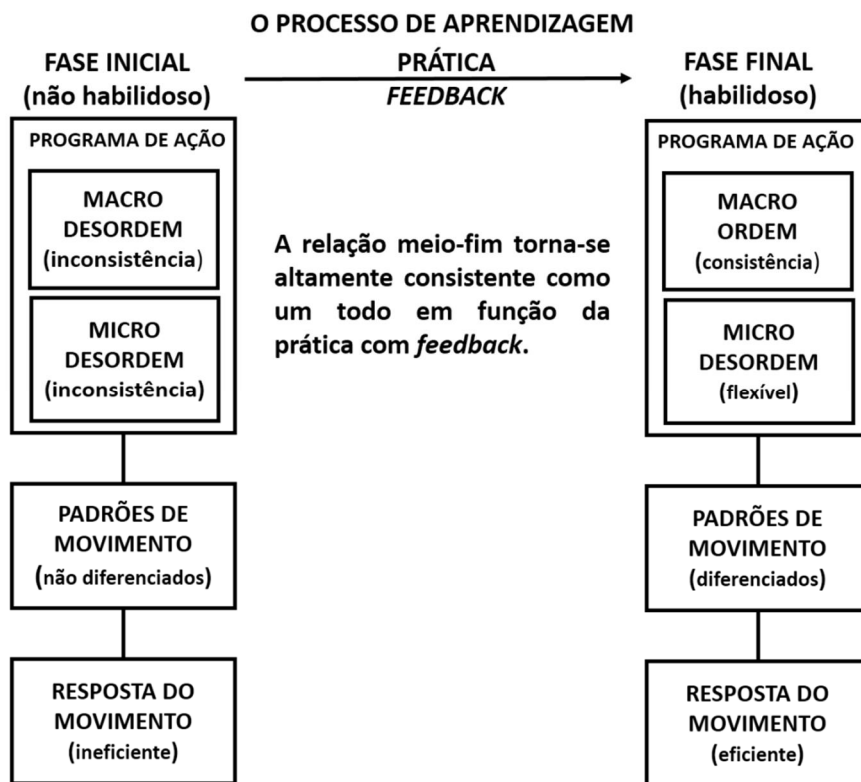 O PROCESSO DE APRENDIZAGEM
FASE INICIAL
(não habilidoso)
PRÁTICA
FEEDBACK
FASE FINAL
(habilidoso)
PROGRAMA DE AÇÃO
MACRO
DESORDEM
(inconsistência)
MICRO
DESORDEM
(inconsistência)
PADRÕES DE
MOVIMENTO
(não diferenciados)
RESPOSTA DO
MOVIMENTO
(ineficiente)
A relação meio-fim torna-se
altamente consistente como
um todo em função da
prática com feedback.
PROGRAMA DE AÇÃO
MACRO
ORDEM
(consistência)
MICRO
DESORDEM
(flexível)
PADRÕES DE
MOVIMENTO
(diferenciados)
RESPOSTA DO
MOVIMENTO
(eficiente)